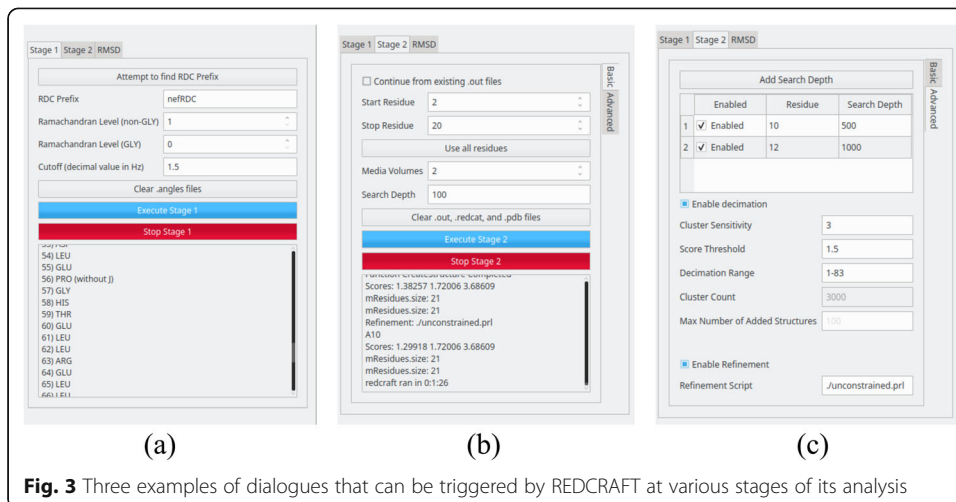 Stage 1 Stage 2 RMSD
Attempt to find RDC Prefix
RDC Prefix nefRDC
Ramachandran Level (non-GLY) 1
Ramachandran Level (GLY) 0
Cutoff (decimal value in Hz) 1.5
Clear .angles files
Execute Stage 1
Stop Stage 1
54) LEU
55) GLU
56) PRO (without J)
57) GLY
58) HIS
59) THR
60) GLU
61) LEU
62) LEU
63) ARG
64) GLU
65) LEU
66) LEU
(a)
Stage 1 Stage 2 RMSD
Basic
Advanced
Continue from existing .out files
Start Residue 2
Stop Residue 20
Use all residues
Media Volumes 2
Search Depth 100
Clear .out, .redcat, and .pdb files
Execute Stage 2
Stop Stage 2
Function CreateStructure Completed
Scores: 1.38257 1.72006 3.68609
mResidues.size: 21
mResidues.size: 21
Refinement: ./unconstrained.prl
A10
Scores: 1.29918 1.72006 3.68609
mResidues.size: 21
mResidues.size: 21
redcraft ran in 0:1:26
(b)
Stage 1 Stage 2 RMSD
Basic
Advanced
Add Search Depth
Enabled Residue Search Depth
1 Enabled 10 500
2 Enabled 12 1000
Enable decimation
Cluster Sensitivity 3
Score Threshold 1.5
Decimation Range 1-83
Cluster Count 3000
Max Number of Added Structures 100
Enable Refinement
Refinement Script ./unconstrained.prl
(c)
Fig. 3 Three examples of dialogues that can be triggered by REDCRAFT at various stages of its analysis